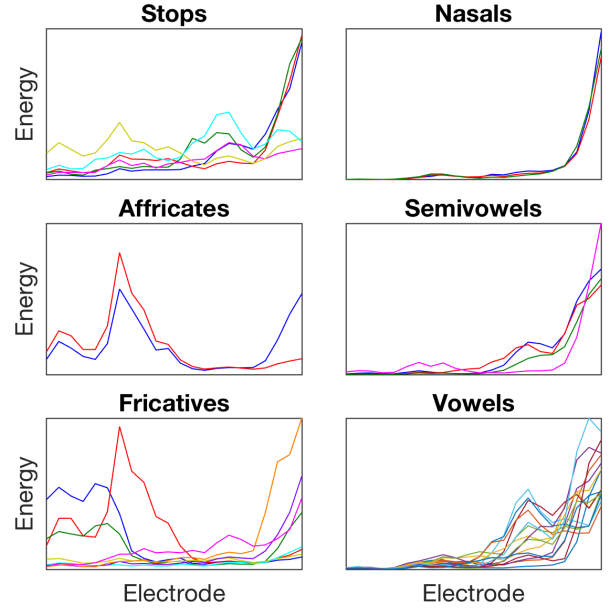 Stops
Nasals
Energy
Affricates
Semivowels
Energy
Fricatives
Vowels
Energy
Electrode
Electrode